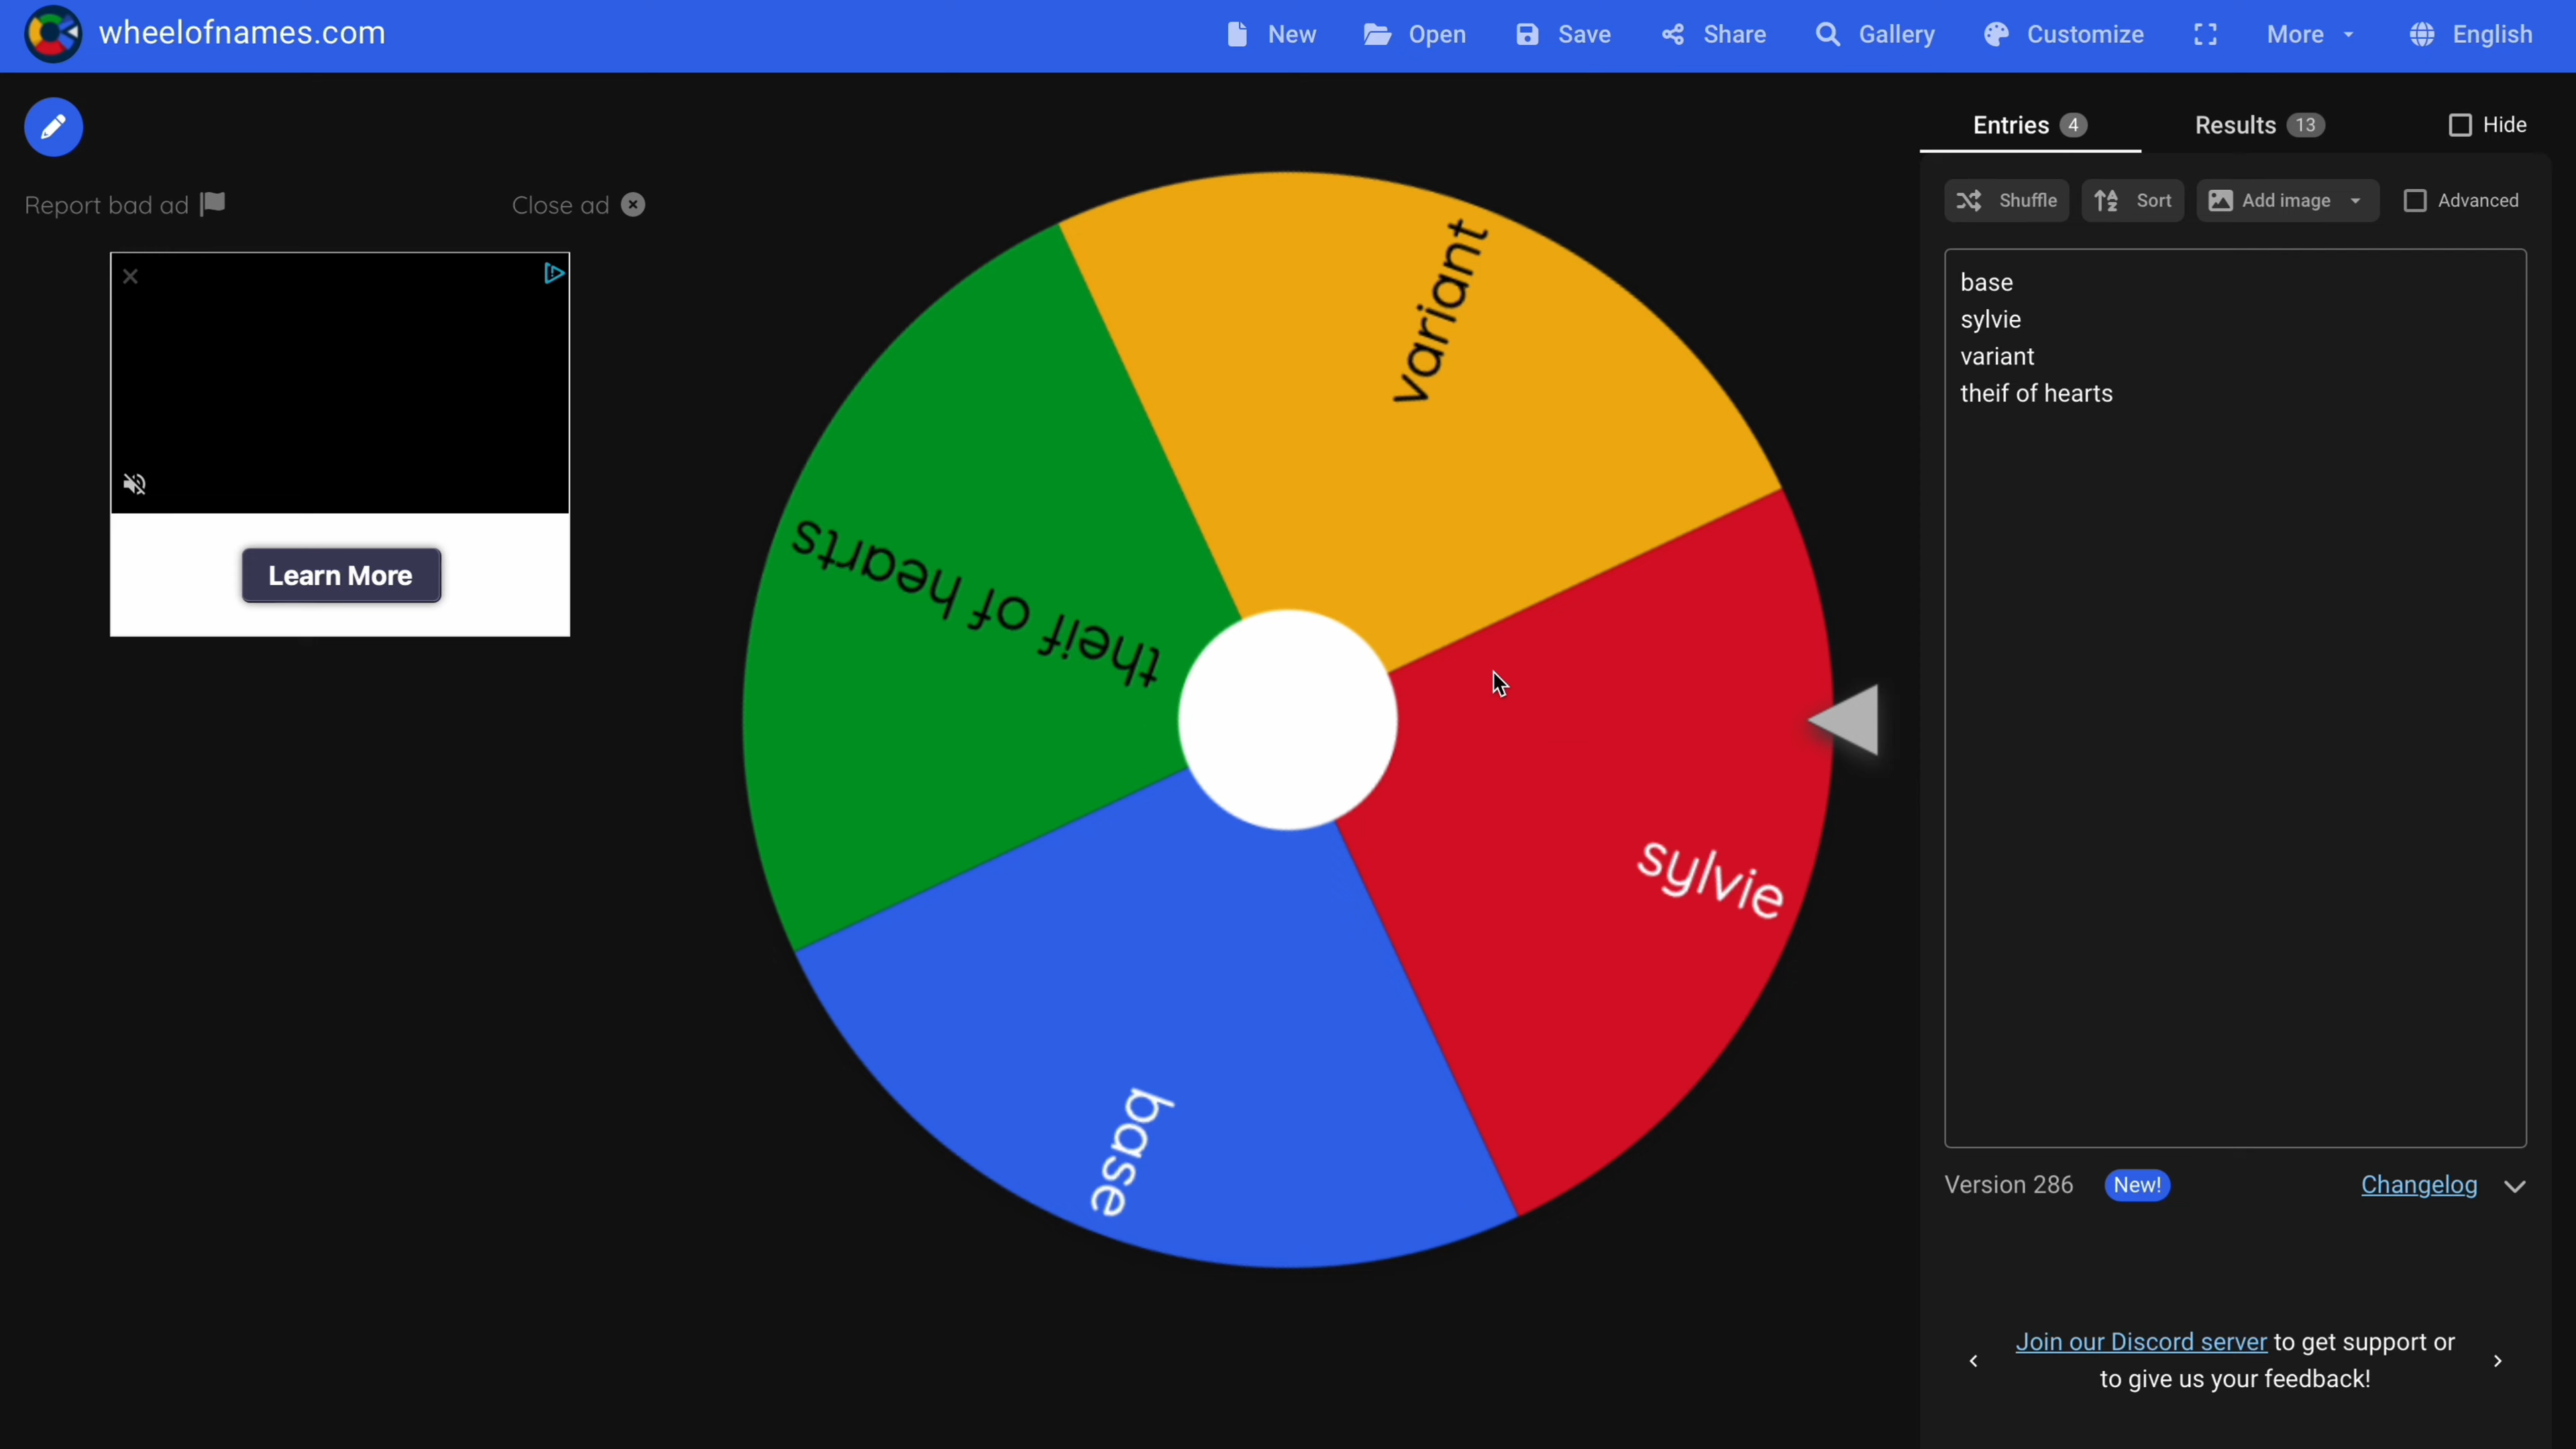 wheelofnames.com
New
Open
Save
Share
Gallery
Customize
More
English
Report bad ad
Close ad
Learn More
variant
theif of hearts
sylvie
base
Entries 4
Results 13
Hide
Shuffle
Sort
Add image
Advanced
base
sylvie
variant
theif of hearts
Version 286
New!
Changelog
Join our Discord server to get support or
to give us your feedback!